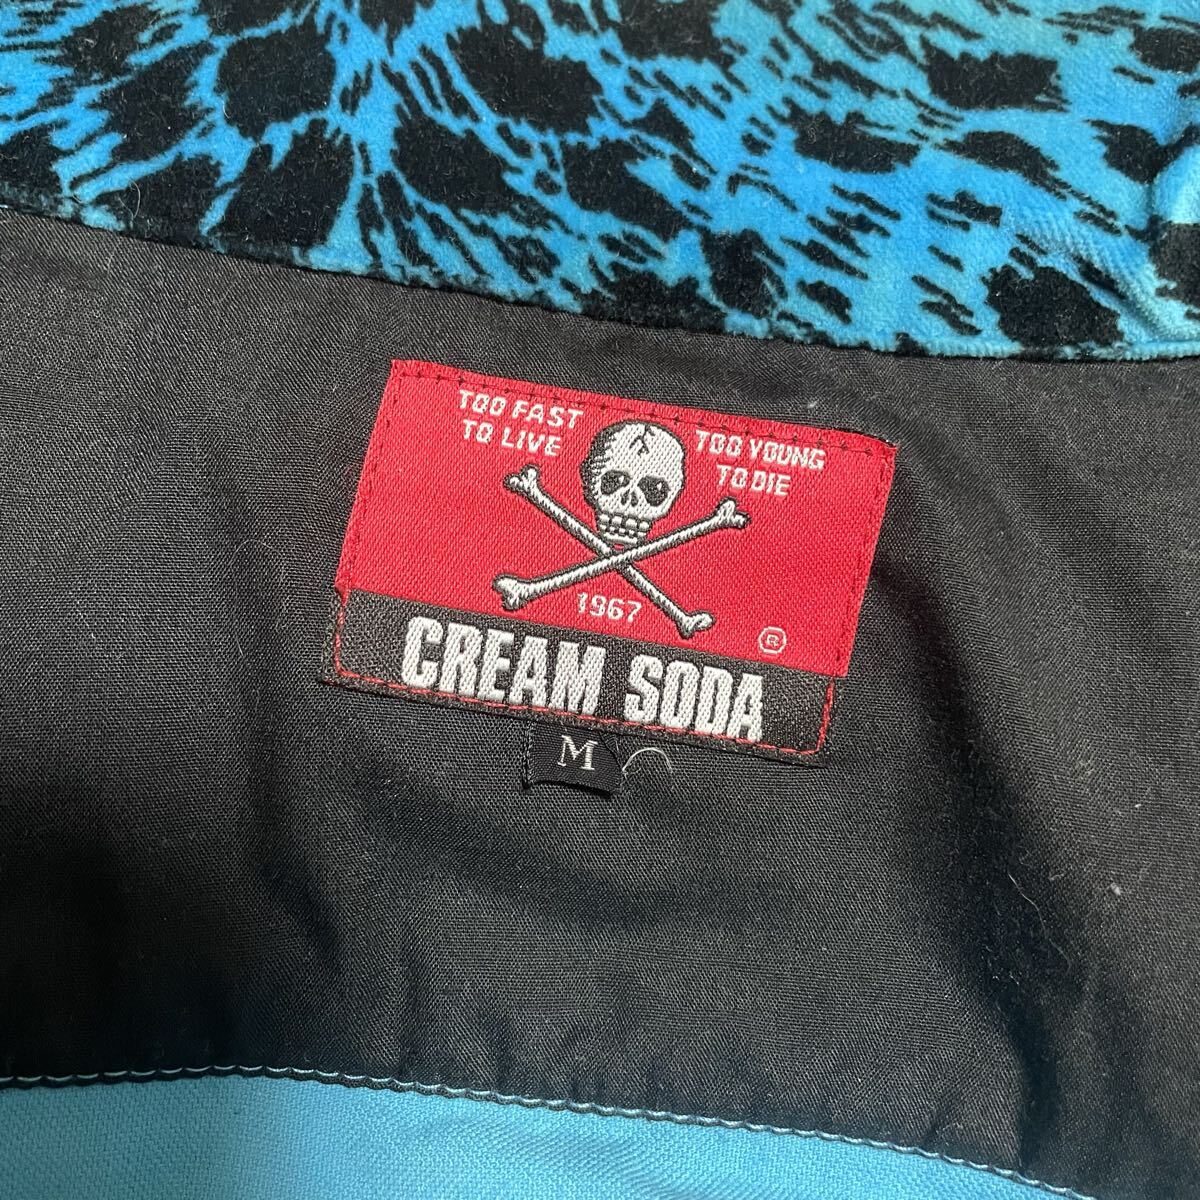 TOO FAST
TO LIVE
TOO YOUNG
TO DIE
1967
®
CREAM SODA
M